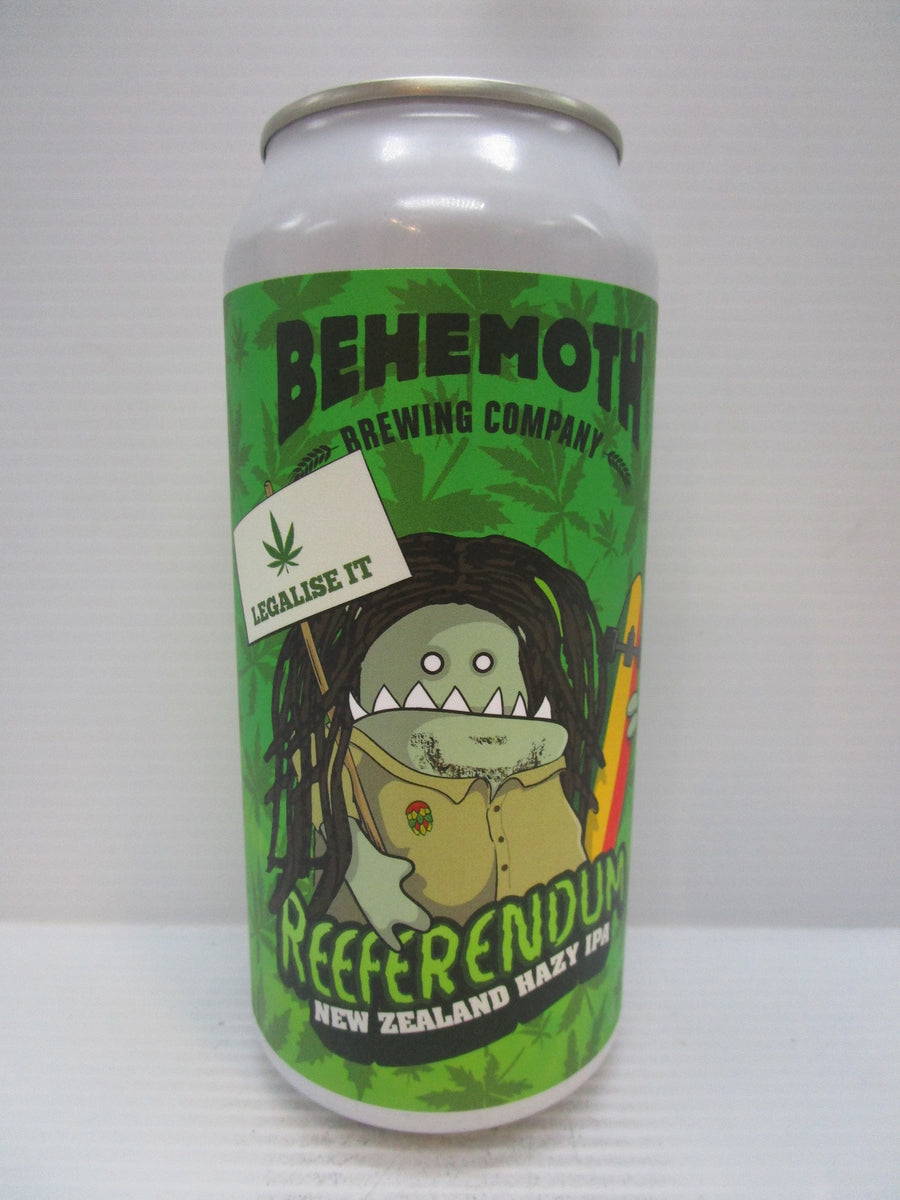 BEHEMOTH
BREWING COMPANY
LEGALISE IT
REEFERENDUM
NEW ZEALAND HAZY IPA